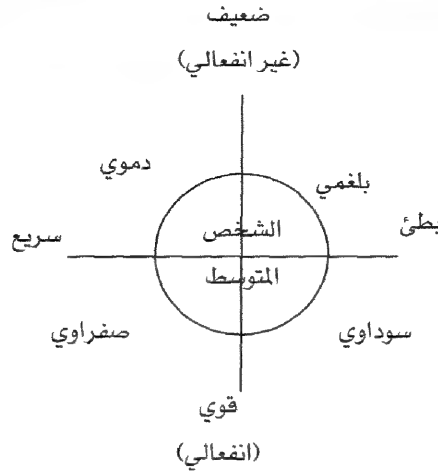 ضعيف
(غير انفعالي)
دموي
بلغمي
بطئ
الشخص
سريع
المتوسط
سوداوي
صفراوي
قوي
(انفعالي)